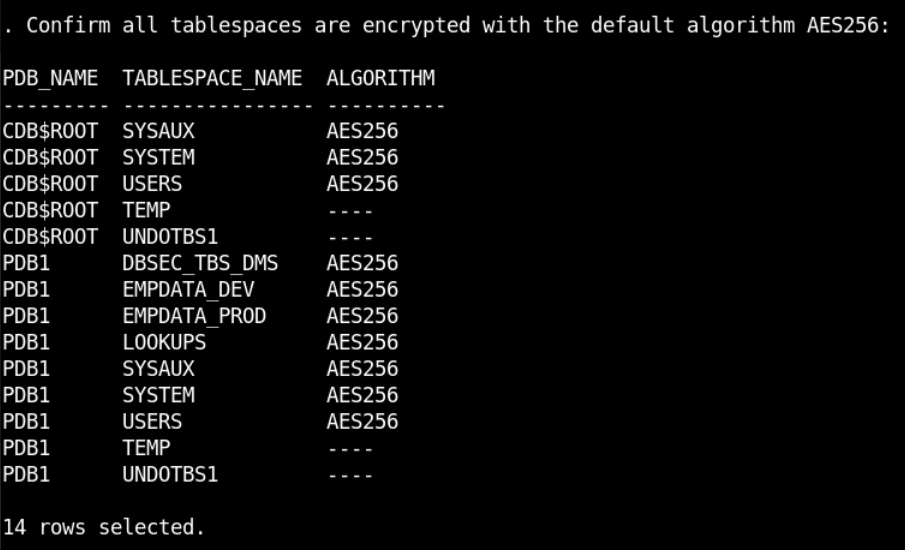 . Confirm all tablespaces are encrypted with the default algorithm AES256:
PDB_NAME  TABLESPACE_NAME  ALGORITHM
--------- ---------------- ----------
CDB$ROOT  SYSAUX           AES256
CDB$ROOT  SYSTEM           AES256
CDB$ROOT  USERS            AES256
CDB$ROOT  TEMP             ----
CDB$ROOT  UNDOTBS1         ----
PDB1      DBSEC_TBS_DMS    AES256
PDB1      EMPDATA_DEV      AES256
PDB1      EMPDATA_PROD     AES256
PDB1      LOOKUPS          AES256
PDB1      SYSAUX           AES256
PDB1      SYSTEM           AES256
PDB1      USERS            AES256
PDB1      TEMP             ----
PDB1      UNDOTBS1         ----
14 rows selected.